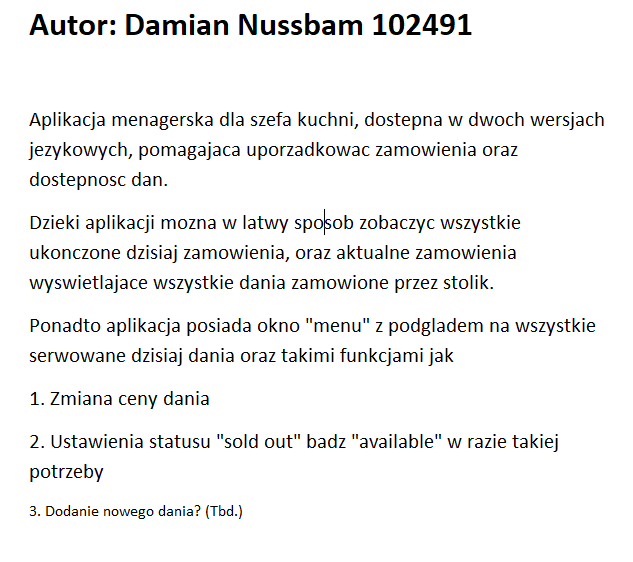 Autor: Damian Nussbam 102491
Aplikacja menagerska dla szefa kuchni, dostepna w dwoch wersjach
jezykowych, pomagajaca uporzadkowac zamowienia oraz
dostepnosc dan.
Dzieki aplikacji mozna w latwy sposob zobaczyc wszystkie
ukonczone dzisiaj zamowienia, oraz aktualne zamowienia
wyswietlajace wszystkie dania zamowione przez stolik.
Ponadto aplikacja posiada okno "menu" z podgladem na wszystkie
serwowane dzisiaj dania oraz takimi funkcjami jak
1. Zmiana ceny dania
2. Ustawienia statusu "sold out" badz "available" w razie takiej
potrzeby
3. Dodanie nowego dania? (Tbd.)